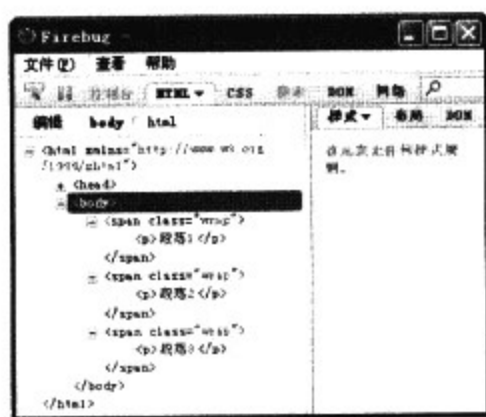 Firebug
文件(F) 查看 帮助
控制台 HTML CSS 脚本 DOM 网络
编辑 body html
样式 布局 DOM
<html xmlns="http://www.w3.org
/1999/xhtml">
<head>
<body>
<span class="wrap">
<p>段落1</p>
</span>
<span class="wrap">
<p>段落2</p>
</span>
<span class="wrap">
<p>段落3</p>
</span>
</body>
</html>
此元素没有样式规
则。